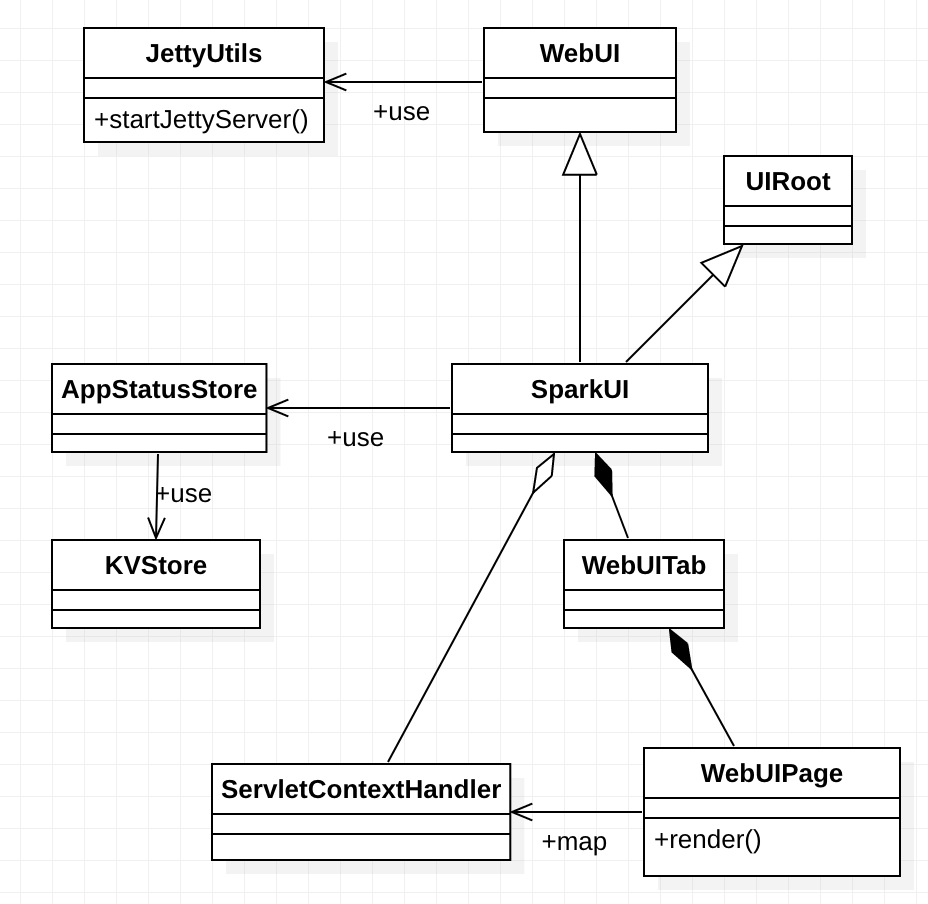 JettyUtils
WebUI
+startJettyServer()
+use
UIRoot
AppStatusStore
SparkUI
+use
+use
KVStore
WebUITab
ServletContextHandler
WebUIPage
+map
+render()